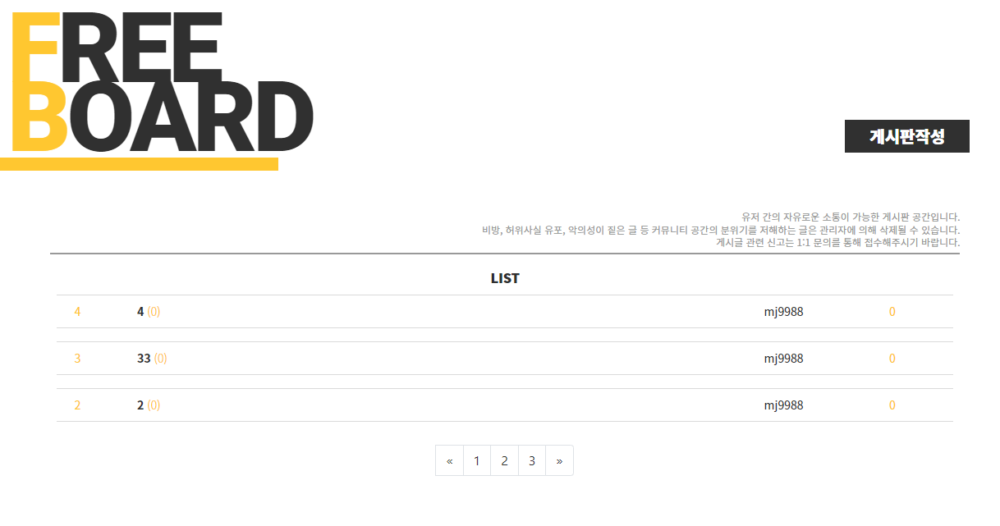 FREE
BOARD
게시판작성
유저 간의 자유로운 소통이 가능한 게시판 공간입니다.
비방, 허위사실 유포, 악의성이 짙은 글 등 커뮤니티 공간의 분위기를 저해하는 글은 관리자에 의해 삭제될 수 있습니다.
게시글 관련 신고는 1:1 문의를 통해 접수해주시기 바랍니다.
LIST
4 4 (0) mj9988 0
3 33 (0) mj9988 0
2 2 (0) mj9988 0
« 1 2 3 »